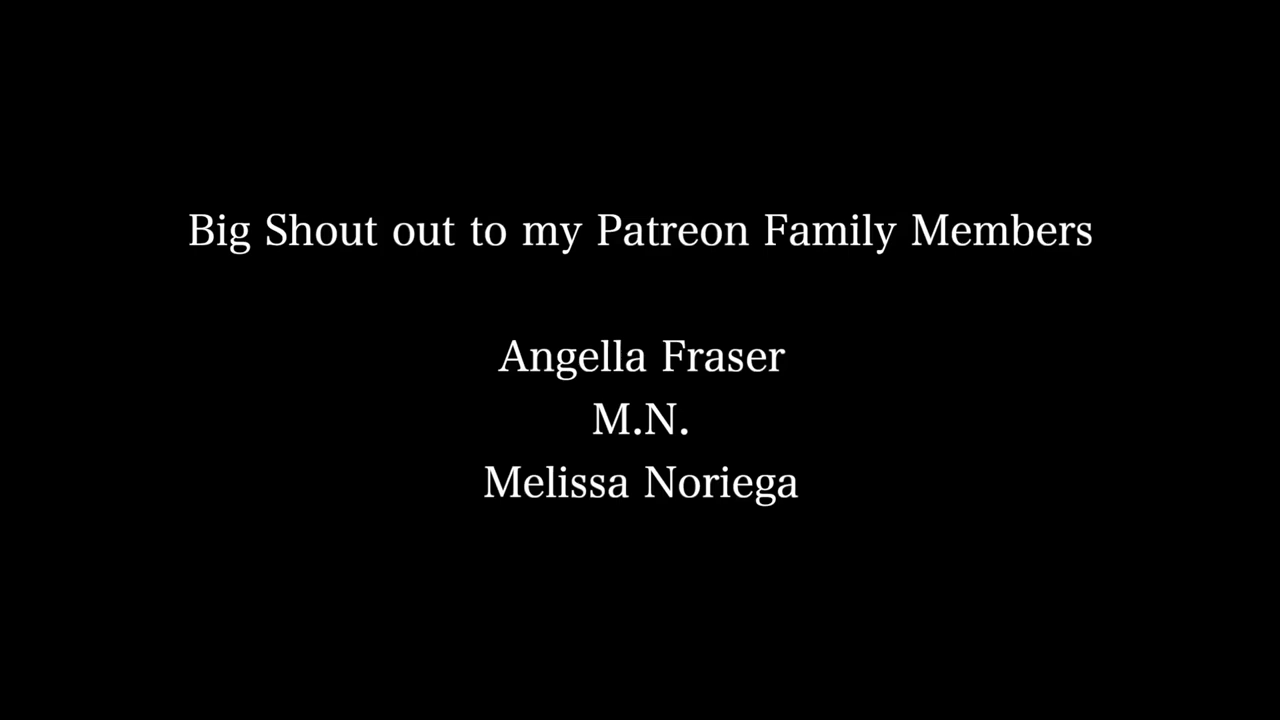 Big Shout out to my Patreon Family Members
Angella Fraser
M.N.
Melissa Noriega